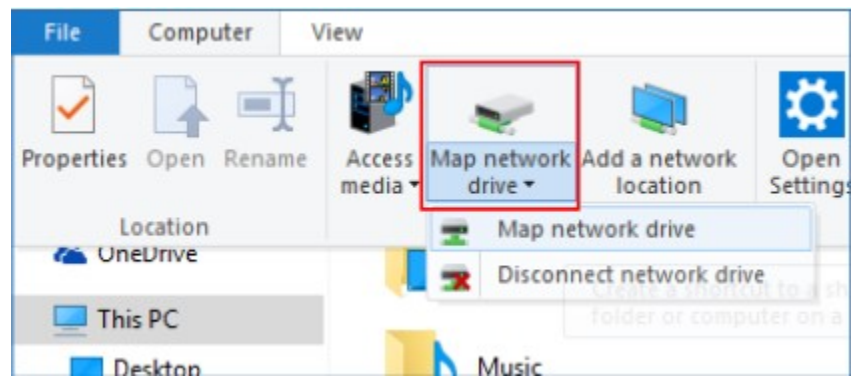 File Computer View
Properties Open Rename Access media Map network drive Add a network location Open Settings
Location
Map network drive
Disconnect network drive
Create a shortcut to a sh
folder or computer on a
OneDrive
This PC
Desktop
Music